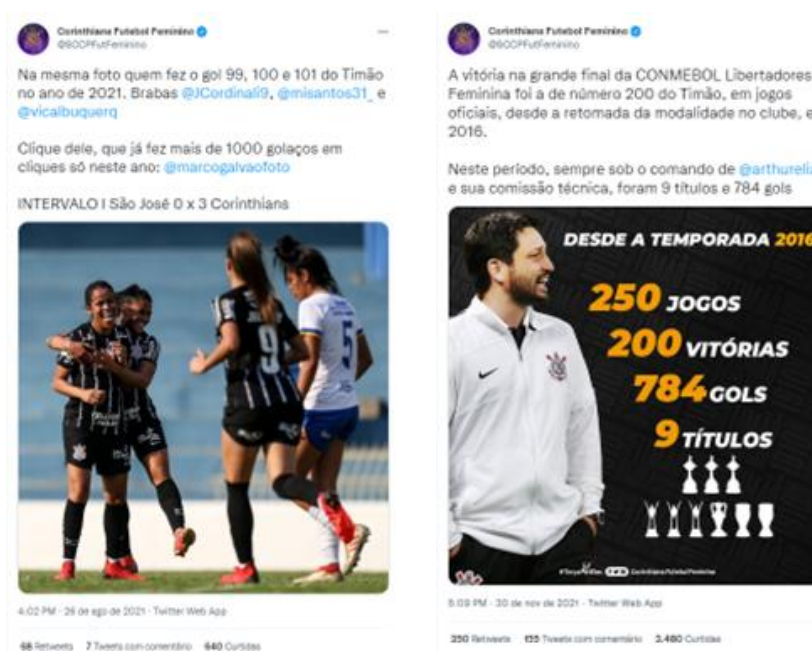 Corinthians Futebol Feminino
@SCCPFutFeminino
Na mesma foto quem fez o gol 99, 100 e 101 do Timão
no ano de 2021. Brabas @JCordinali9, @misantos31_ e
@vicalbuquerq
Clique dele, que já fez mais de 1000 golaços em
cliques só neste ano: @marcogalvaofoto
INTERVALO I São José 0 x 3 Corinthians
9
5
4:02 PM · 26 de ago de 2021 · Twitter Web App
68 Retweets 7 Tweets com comentário 640 Curtidas
Corinthians Futebol Feminino
@SCCPFutFeminino
A vitória na grande final da CONMEBOL Libertadores
Feminina foi a de número 200 do Timão, em jogos
oficiais, desde a retomada da modalidade no clube, e
2016.
Neste período, sempre sob o comando de @arthurelia
e sua comissão técnica, foram 9 títulos e 784 gols
DESDE A TEMPORADA 2016
250 JOGOS
200 VITÓRIAS
784 GOLS
9 TÍTULOS
5:09 PM · 30 de nov de 2021 · Twitter Web App
250 Retweets 155 Tweets com comentário 2.480 Curtidas